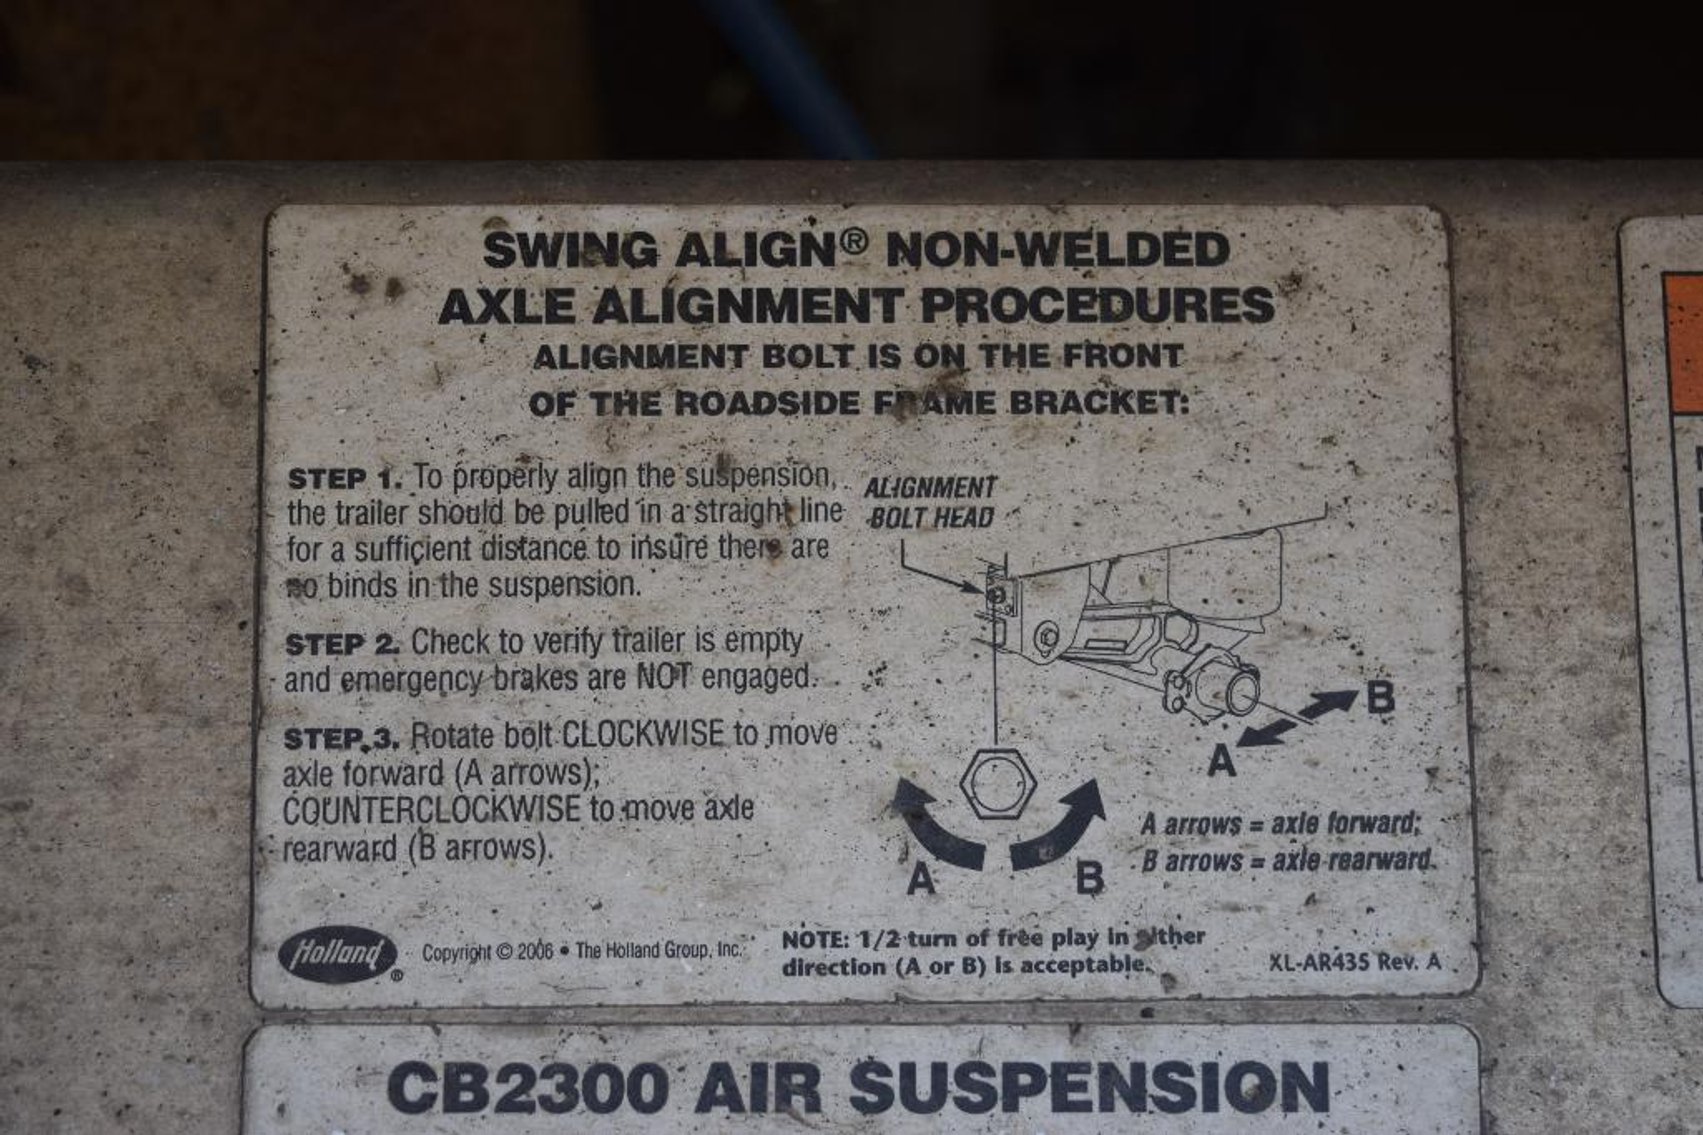 SWING ALIGN® NON-WELDED
AXLE ALIGNMENT PROCEDURES
ALIGNMENT BOLT IS ON THE FRONT
OF THE ROADSIDE FRAME BRACKET:
STEP 1. To properly align the suspension,
the trailer should be pulled in a straight line
for a sufficient distance to insure there are
no binds in the suspension.
STEP 2. Check to verify trailer is empty
and emergency brakes are NOT engaged.
STEP 3. Rotate bolt CLOCKWISE to move
axle forward (A arrows);
COUNTERCLOCKWISE to move axle
rearward (B arrows).
ALIGNMENT
BOLT HEAD
B
A
A
B
A arrows = axle forward;
B arrows = axle rearward.
Holland®
Copyright © 2006 • The Holland Group, Inc.
NOTE: 1/2 turn of free play in either
direction (A or B) is acceptable.
XL-AR435 Rev. A
CB2300 AIR SUSPENSION